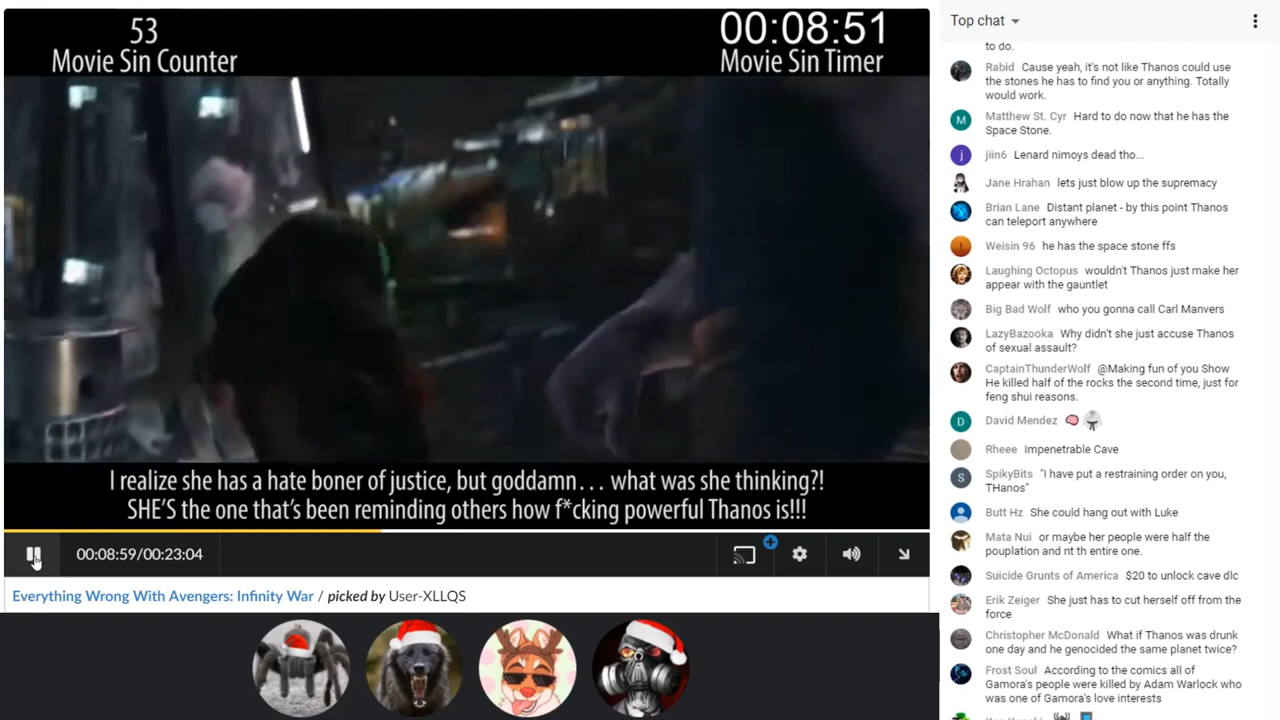 53
Movie Sin Counter
00:08:51
Movie Sin Timer
I realize she has a hate boner of justice, but goddamn… what was she thinking?!
SHE'S the one that's been reminding others how f*cking powerful Thanos is!!!
00:08:59/00:23:04
Everything Wrong With Avengers: Infinity War / picked by User-XLLQS
Top chat
to do.
Rabid Cause yeah, it's not like Thanos could use
the stones he has to find you or anything. Totally
would work.
M
Matthew St. Cyr Hard to do now that he has the
Space Stone.
j
jiin6 Lenard nimoys dead tho...
Jane Hrahan lets just blow up the supremacy
Brian Lane Distant planet - by this point Thanos
can teleport anywhere
Weisin 96 he has the space stone ffs
Laughing Octopus wouldn't Thanos just make her
appear with the gauntlet
Big Bad Wolf who you gonna call Carl Manvers
LazyBazooka Why didn't she just accuse Thanos
of sexual assault?
CaptainThunderWolf @Making fun of you Show
He killed half of the rocks the second time, just for
feng shui reasons.
D
David Mendez
Rheee Impenetrable Cave
S
SpikyBits "I have put a restraining order on you,
THanos"
Butt Hz She could hang out with Luke
Mata Nui or maybe her people were half the
pouplation and nt th entire one.
Suicide Grunts of America $20 to unlock cave dlc
Erik Zeiger She just has to cut herself off from the
force
Christopher McDonald What if Thanos was drunk
one day and he genocided the same planet twice?
Frost Soul According to the comics all of
Gamora's people were killed by Adam Warlock who
was one of Gamora's love interests